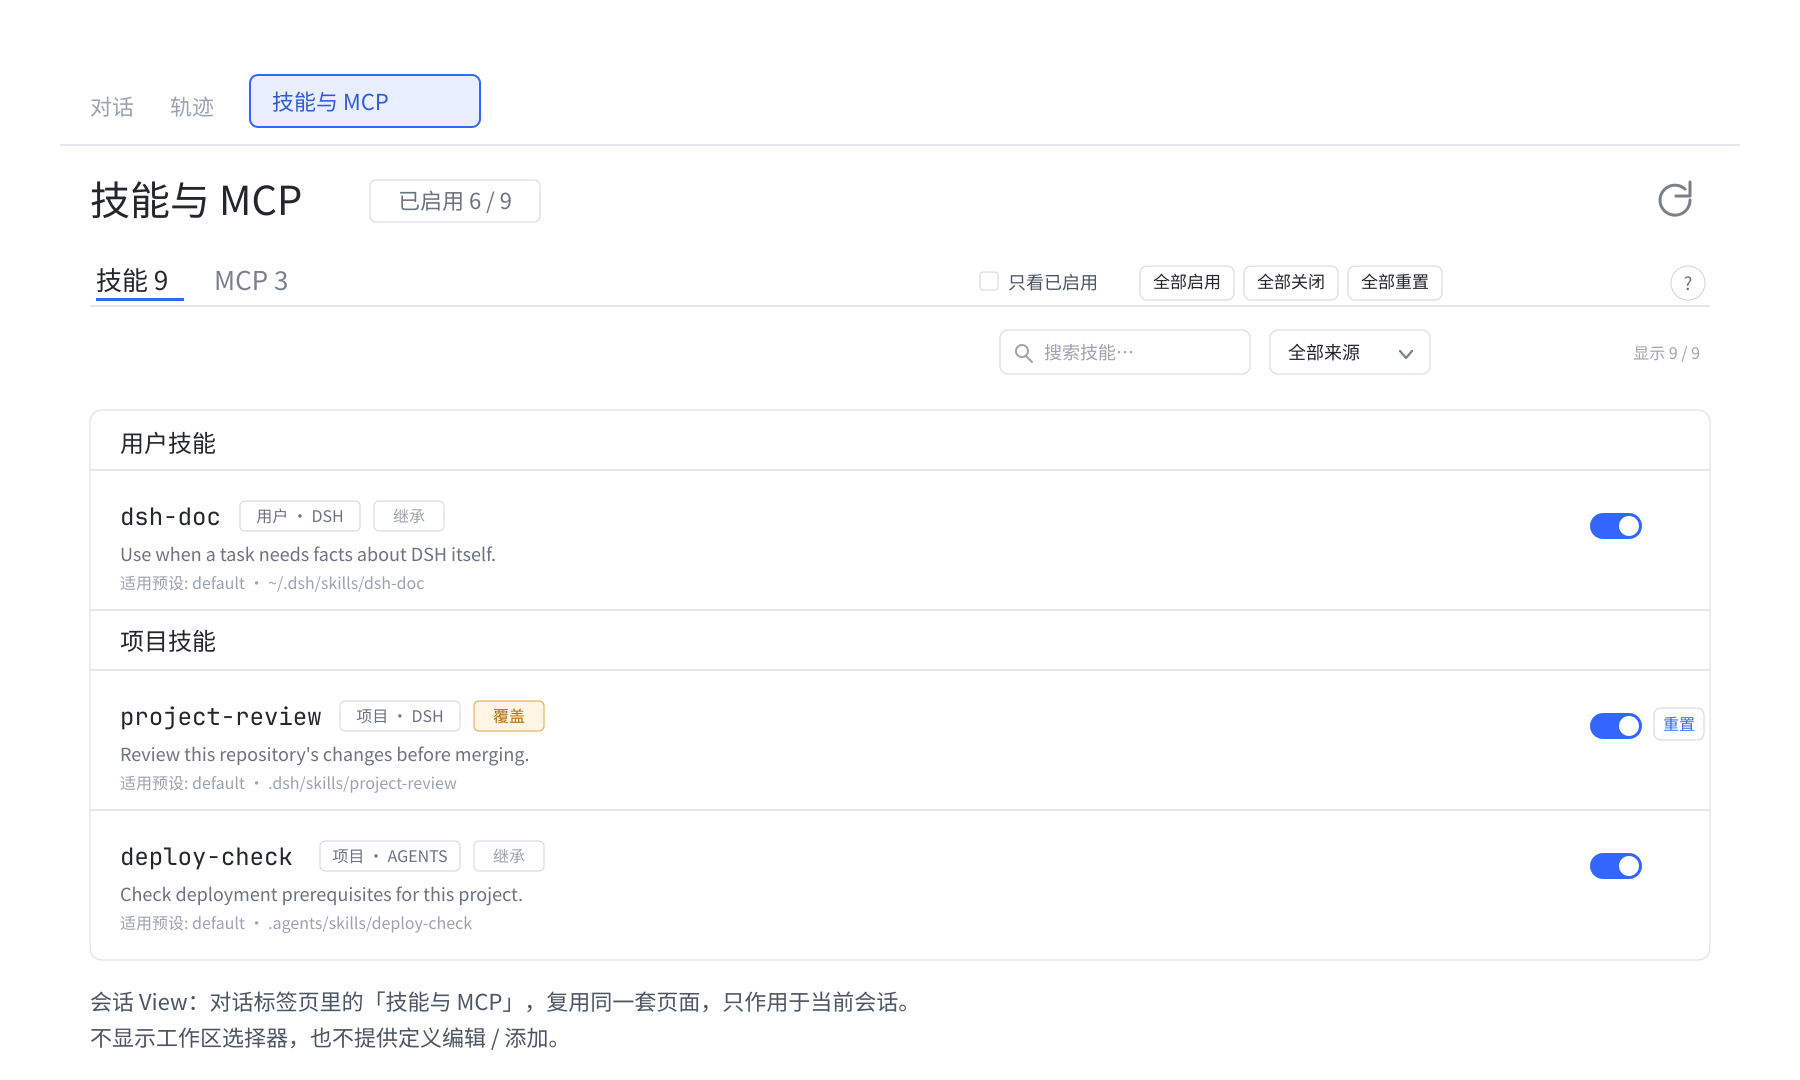 对话 轨迹 技能与 MCP
技能与 MCP 已启用 6 / 9
技能 9 MCP 3 只看已启用 全部启用 全部关闭 全部重置 ?
搜索技能… 全部来源 显示 9 / 9
用户技能
dsh-doc 用户 · DSH 继承
Use when a task needs facts about DSH itself.
适用预设: default · ~/.dsh/skills/dsh-doc
项目技能
project-review 项目 · DSH 覆盖 重置
Review this repository's changes before merging.
适用预设: default · .dsh/skills/project-review
deploy-check 项目 · AGENTS 继承
Check deployment prerequisites for this project.
适用预设: default · .agents/skills/deploy-check
会话 View：对话标签页里的「技能与 MCP」，复用同一套页面，只作用于当前会话。
不显示工作区选择器，也不提供定义编辑 / 添加。